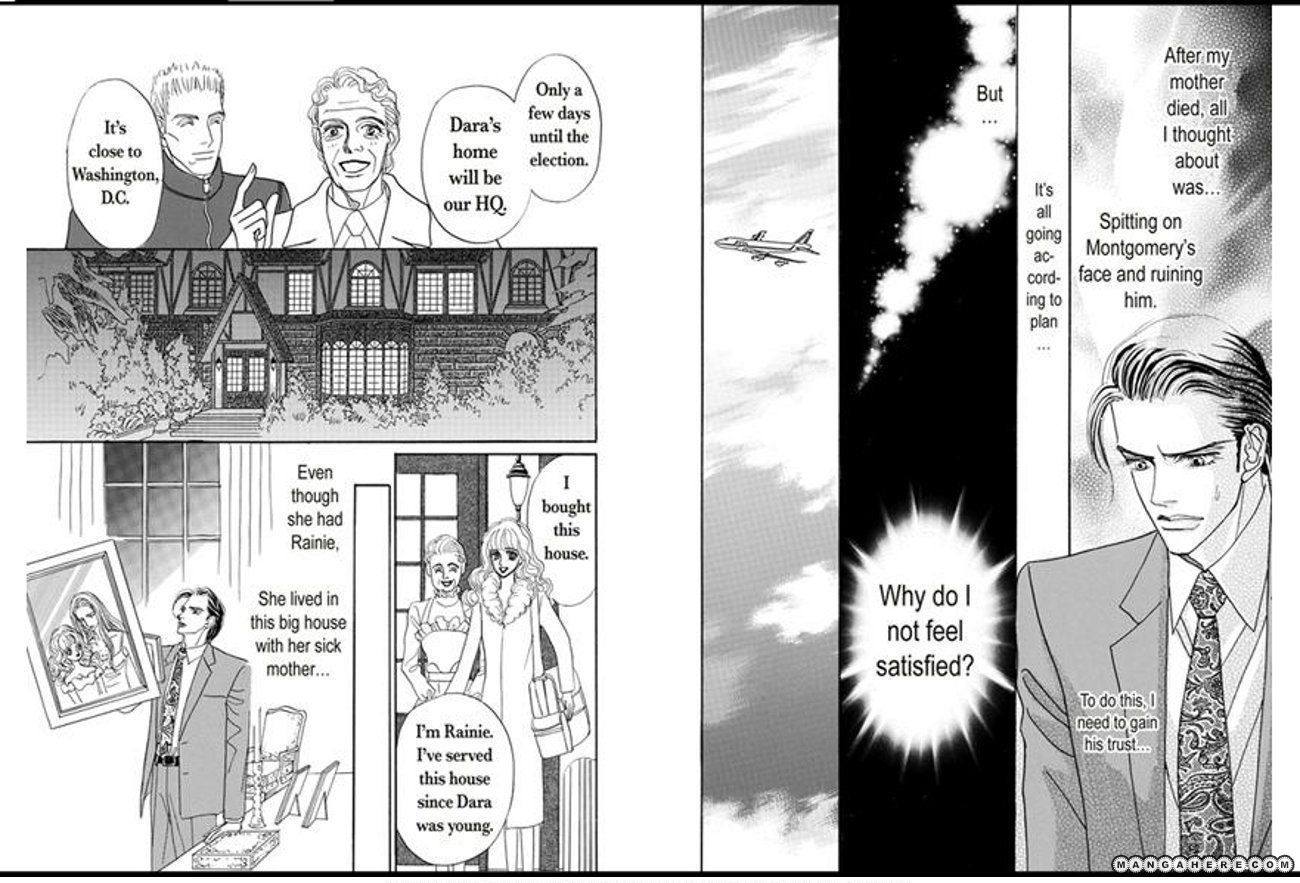 After my
mother
died, all
I thought
about
was...
Spitting on
Montgomery's
face and ruining
him.
To do this, I
need to gain
his trust...
It's
all
going
ac-
cord-
ing to
plan
...
But
...
Why do I
not feel
satisfied?
Only a
few days
until the
election.
Dara's
home
will be
our HQ.
It's
close to
Washington,
D.C.
I
bought
this
house.
I'm Rainie.
I've served
this house
since Dara
was young.
Even
though
she had
Rainie,
She lived in
this big house
with her sick
mother...
MANGAHERE.COM